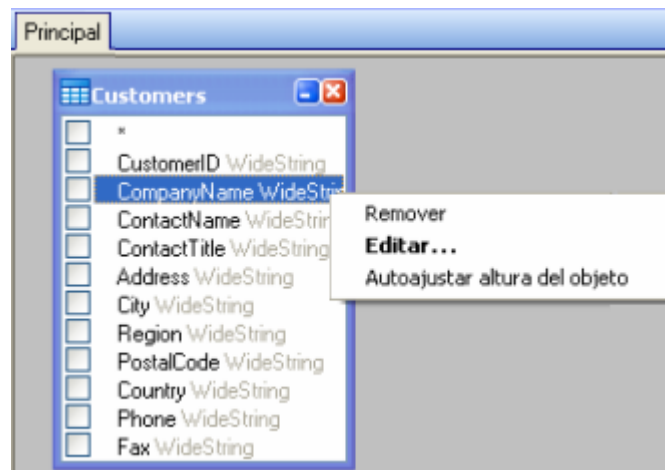 Principal
Customers
*
CustomerID WideString
CompanyName WideStrin
ContactName WideStrin
ContactTitle WideString
Address WideString
City WideString
Region WideString
PostalCode WideString
Country WideString
Phone WideString
Fax WideString
Remover
Editar...
Autoajustar altura del objeto